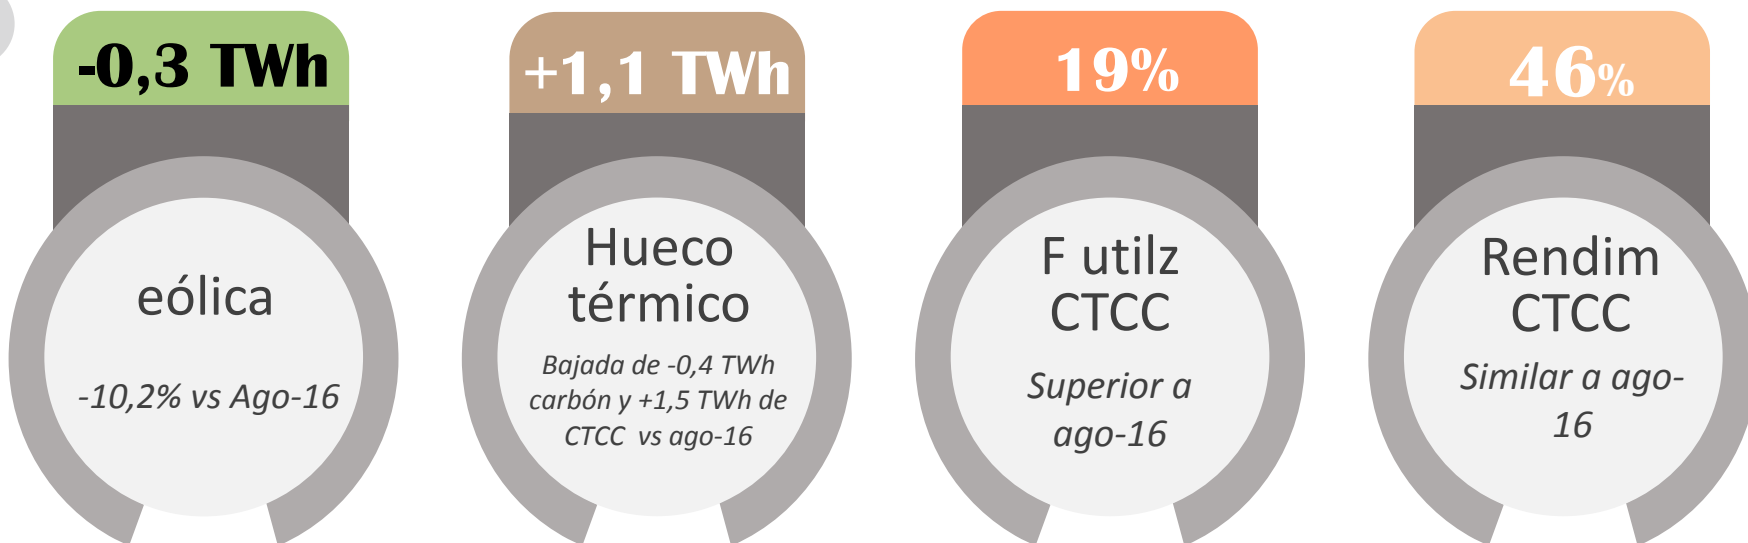 -0,3 TWh
eólica
-10,2% vs Ago-16
+1,1 TWh
Hueco
térmico
Bajada de -0,4 TWh
carbón y +1,5 TWh de
CTCC vs ago-16
19%
F utilz
CTCC
Superior a
ago-16
46%
Rendim
CTCC
Similar a ago-
16